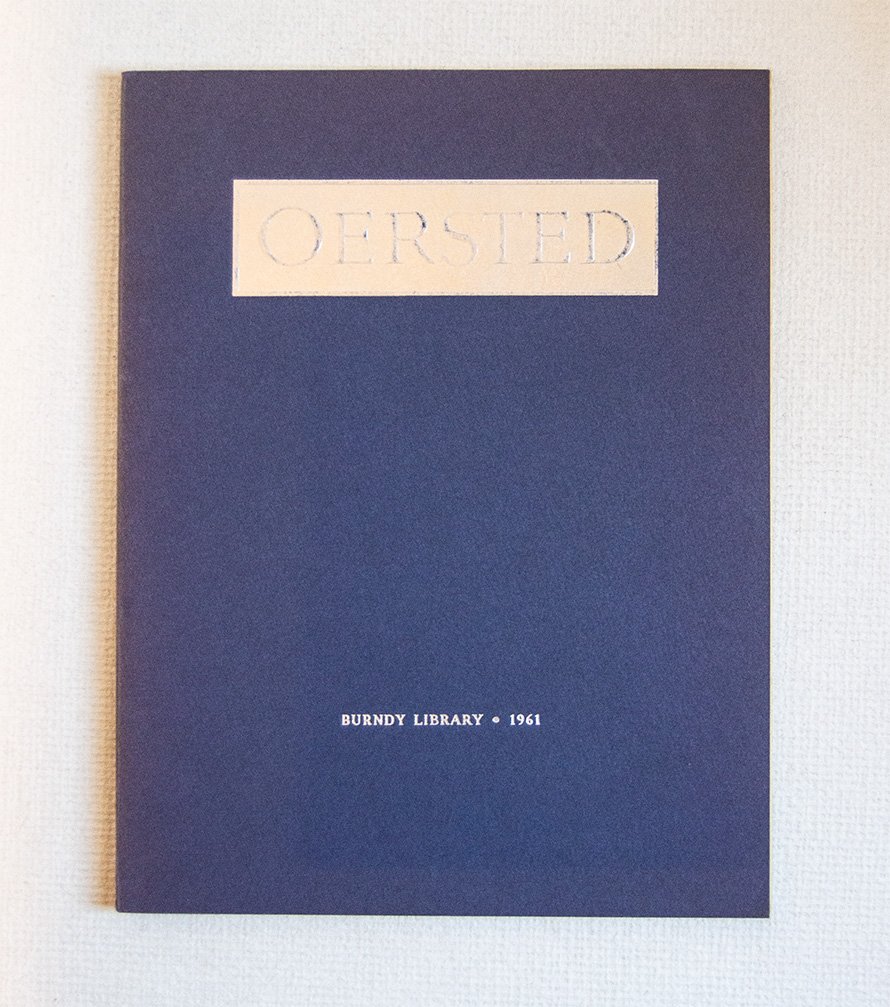 OERSTED
BURNDY LIBRARY • 1961